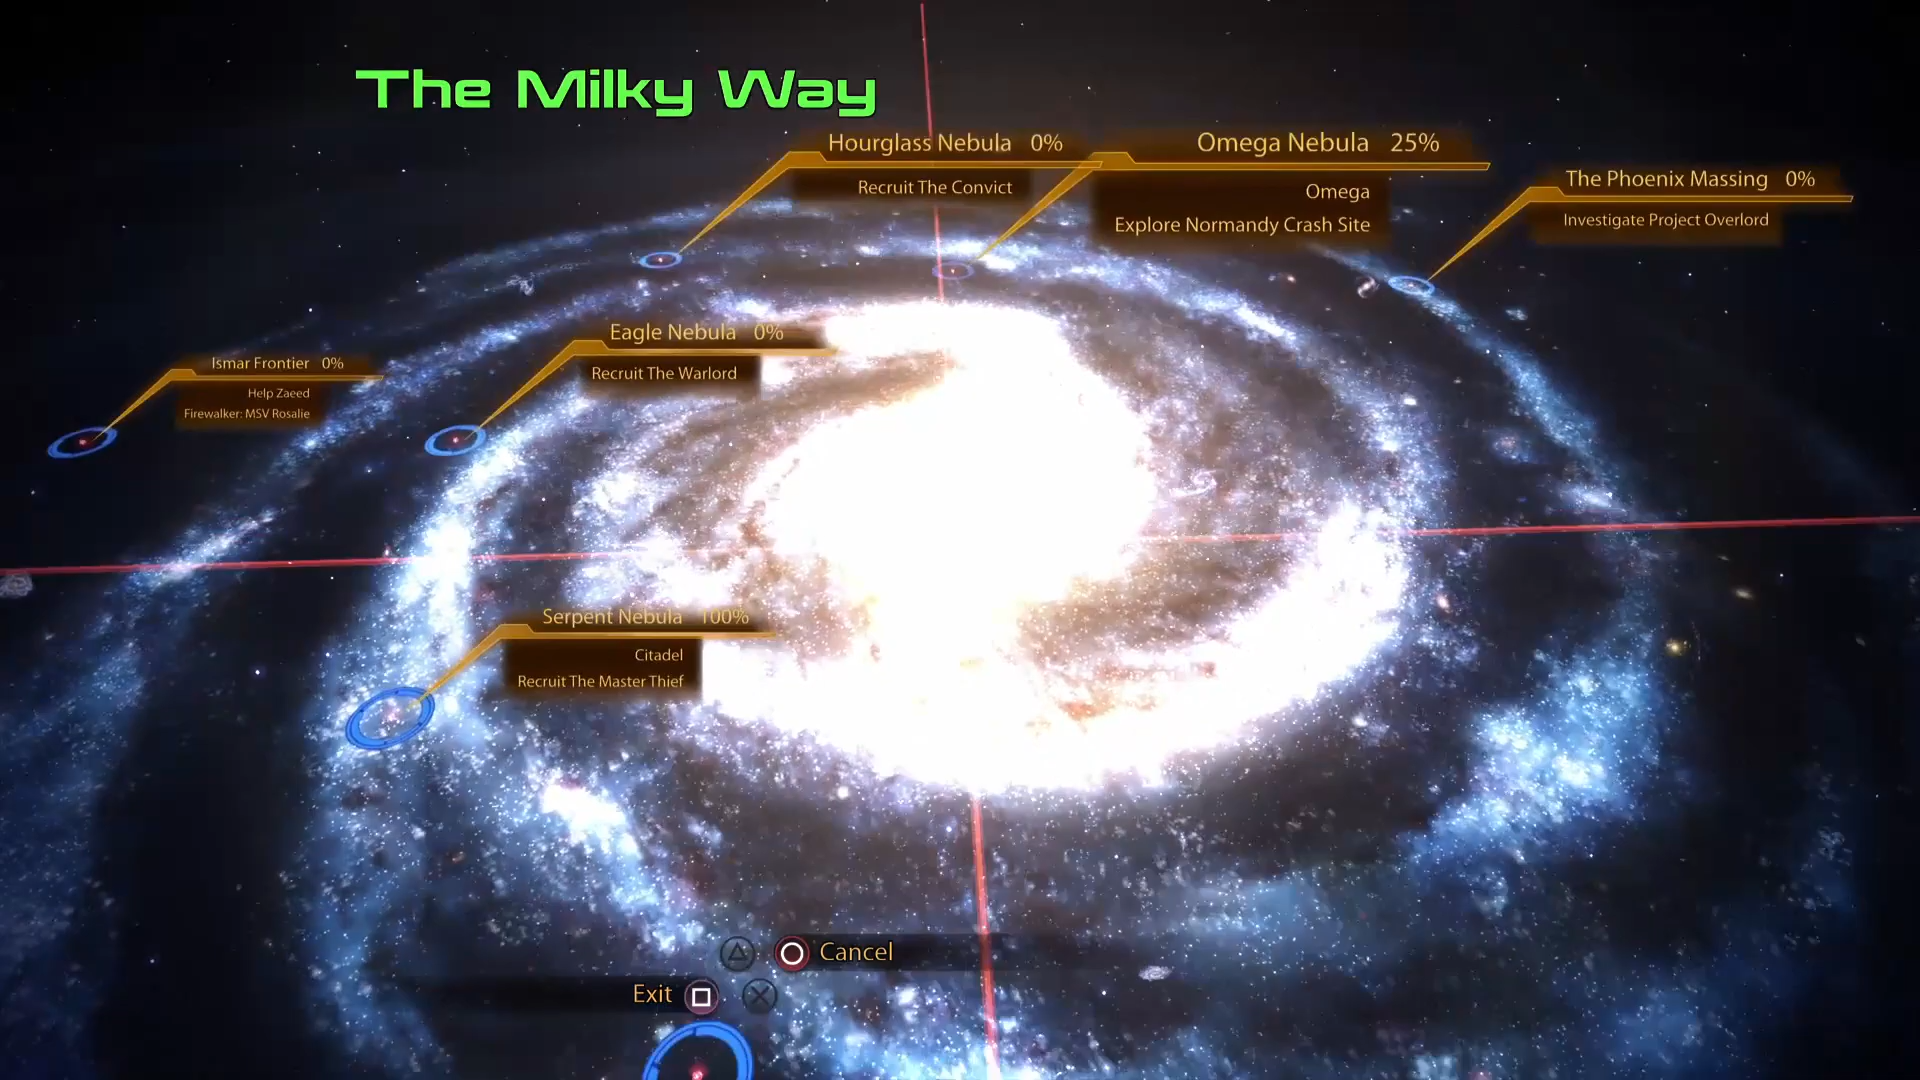 The Milky Way
Hourglass Nebula 0%
Recruit The Convict
Omega Nebula 25%
Omega
Explore Normandy Crash Site
The Phoenix Massing 0%
Investigate Project Overlord
Eagle Nebula 0%
Recruit The Warlord
Ismar Frontier 0%
Help Zaeed
Firewalker: MSV Rosalie
Serpent Nebula 100%
Citadel
Recruit The Master Thief
Cancel
Exit